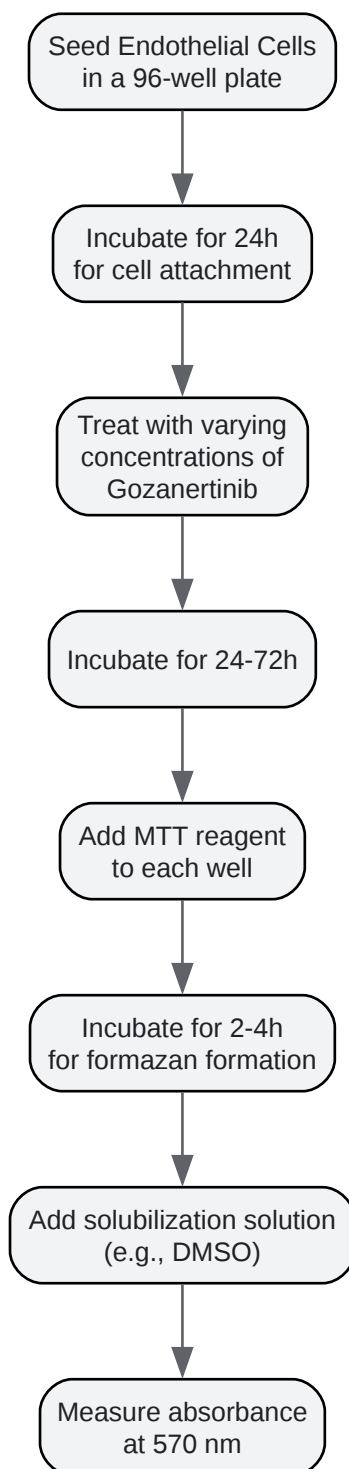 Seed Endothelial Cells
in a 96-well plate
Incubate for 24h
for cell attachment
Treat with varying
concentrations of
Gozanertinib
Incubate for 24-72h
Add MTT reagent
to each well
Incubate for 2-4h
for formazan formation
Add solubilization solution
(e.g., DMSO)
Measure absorbance
at 570 nm